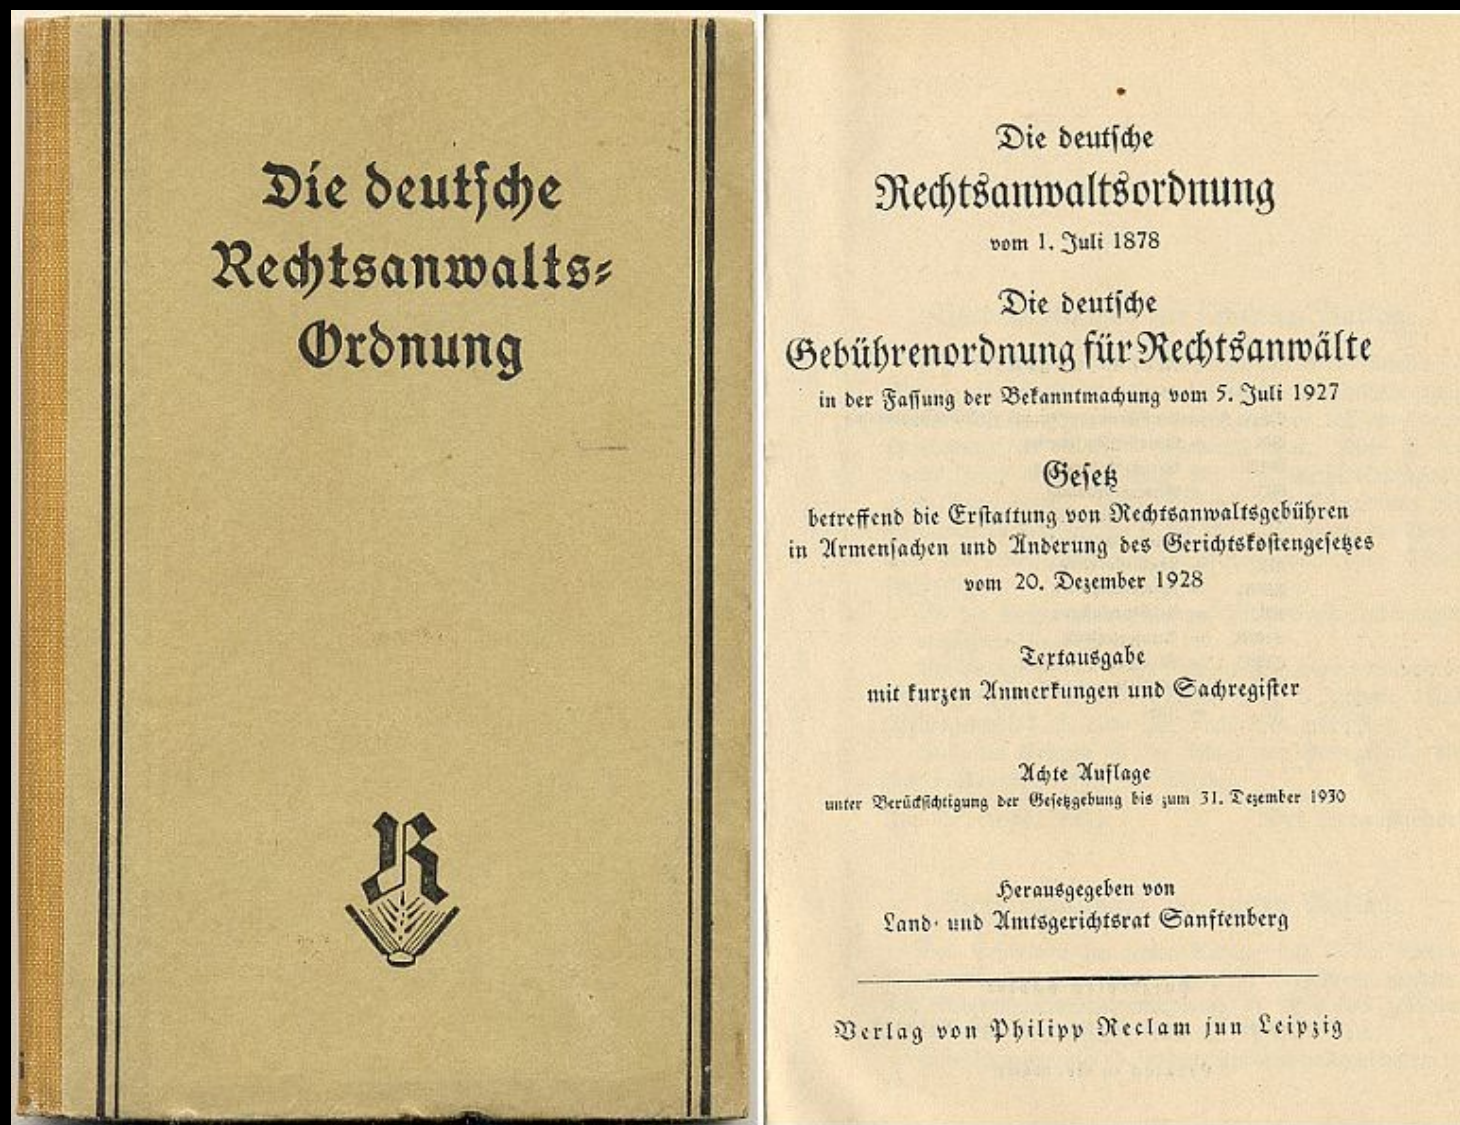 Die deutsche
Rechtsanwalts-
Ordnung
R
Die deutsche
Rechtsanwaltsordnung
vom 1. Juli 1878
Die deutsche
Gebührenordnung für Rechtsanwälte
in der Fassung der Bekanntmachung vom 5. Juli 1927
Gesetz
betreffend die Erstattung von Rechtsanwaltsgebühren
in Armensachen und Änderung des Gerichtskostengesetzes
vom 20. Dezember 1928
Textausgabe
mit kurzen Anmerkungen und Sachregister
Achte Auflage
unter Berücksichtigung der Gesetzgebung bis zum 31. Dezember 1930
Herausgegeben von
Land- und Amtsgerichtsrat Sanftenberg
Verlag von Philipp Reclam jun Leipzig